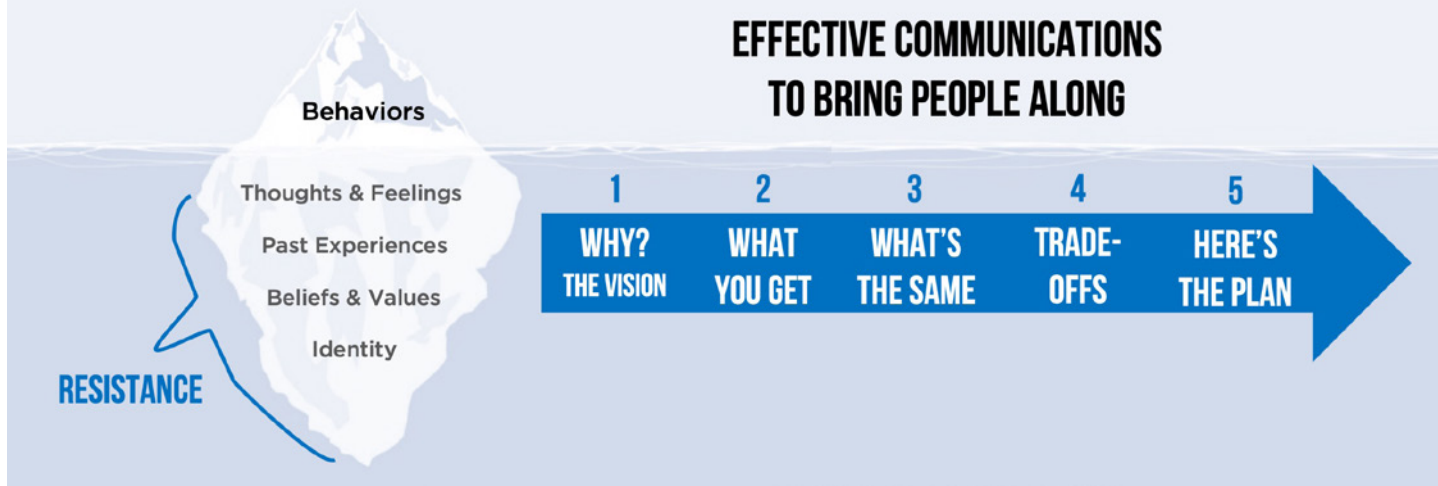 EFFECTIVE COMMUNICATIONS
TO BRING PEOPLE ALONG
Behaviors
Thoughts & Feelings
Past Experiences
Beliefs & Values
Identity
RESISTANCE
1
WHY?
THE VISION
2
WHAT
YOU GET
3
WHAT'S
THE SAME
4
TRADE-
OFFS
5
HERE'S
THE PLAN